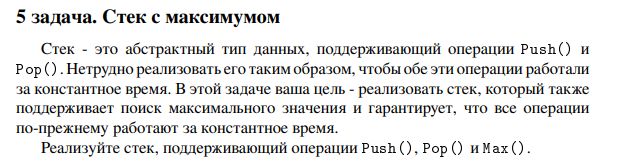 5 задача. Стек с максимумом
Стек - это абстрактный тип данных, поддерживающий операции Push() и
Pop(). Нетрудно реализовать его таким образом, чтобы обе эти операции работали
за константное время. В этой задаче ваша цель - реализовать стек, который также
поддерживает поиск максимального значения и гарантирует, что все операции
по-прежнему работают за константное время.
Реализуйте стек, поддерживающий операции Push(), Pop() и Max().